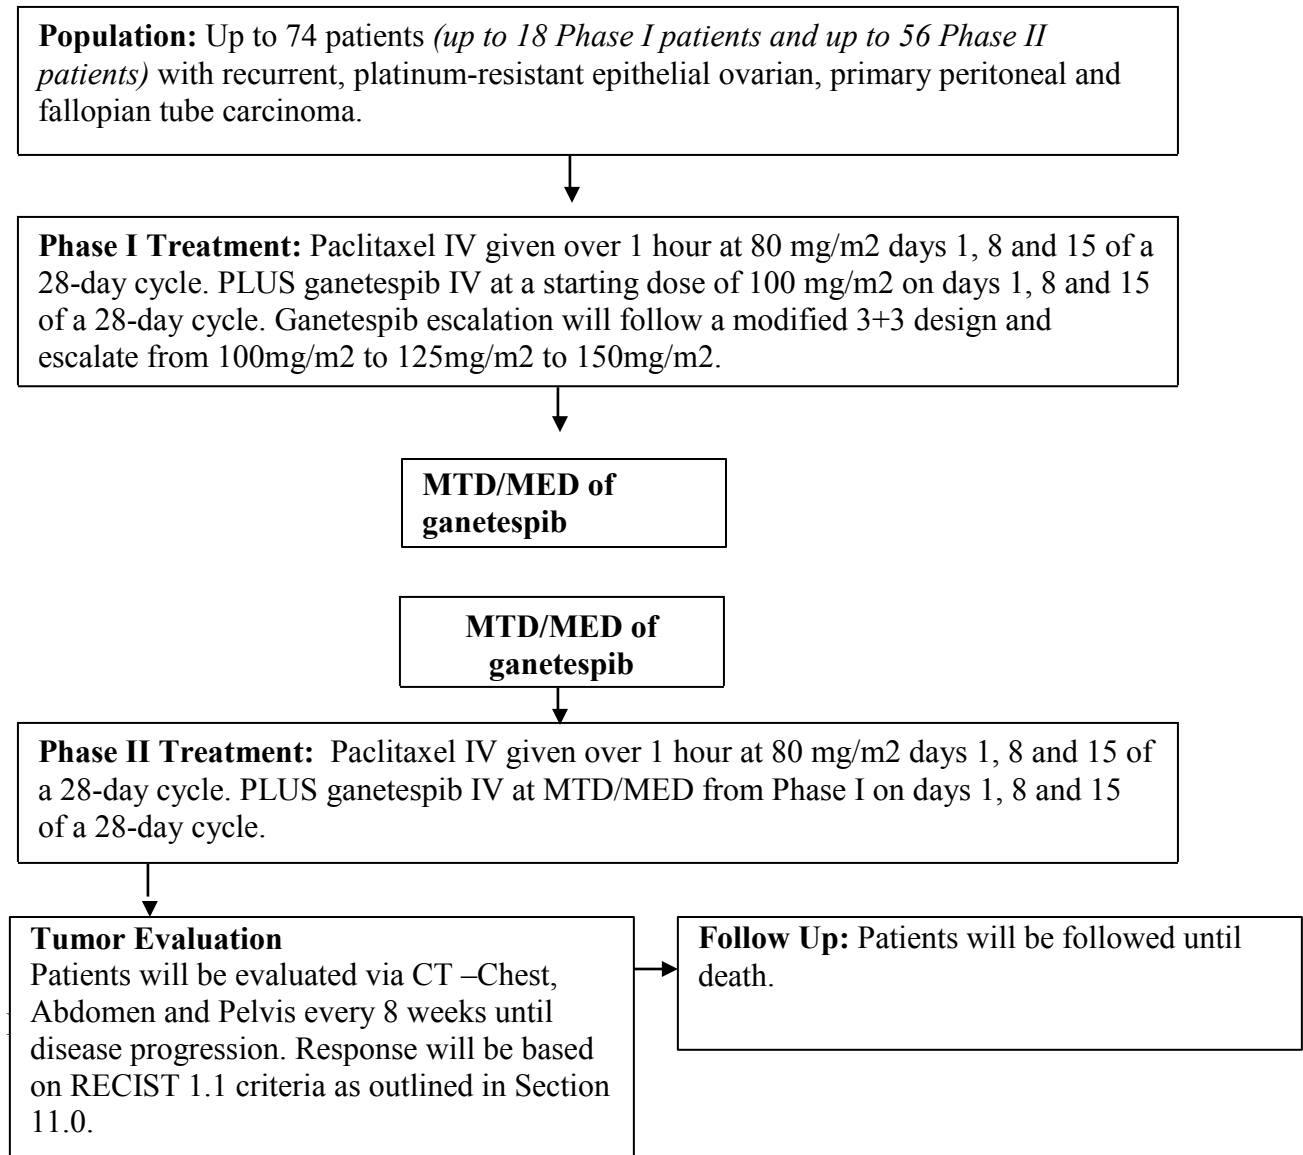 Population: Up to 74 patients (up to 18 Phase I patients and up to 56 Phase II
patients) with recurrent, platinum-resistant epithelial ovarian, primary peritoneal and
fallopian tube carcinoma.
Phase I Treatment: Paclitaxel IV given over 1 hour at 80 mg/m2 days 1, 8 and 15 of a
28-day cycle. PLUS ganetespib IV at a starting dose of 100 mg/m2 on days 1, 8 and 15
of a 28-day cycle. Ganetespib escalation will follow a modified 3+3 design and
escalate from 100mg/m2 to 125mg/m2 to 150mg/m2.
MTD/MED of
ganetespib
MTD/MED of
ganetespib
Phase II Treatment: Paclitaxel IV given over 1 hour at 80 mg/m2 days 1, 8 and 15 of
a 28-day cycle. PLUS ganetespib IV at MTD/MED from Phase I on days 1, 8 and 15
of a 28-day cycle.
Tumor Evaluation
Patients will be evaluated via CT –Chest,
Abdomen and Pelvis every 8 weeks until
disease progression. Response will be based
on RECIST 1.1 criteria as outlined in Section
11.0.
Follow Up: Patients will be followed until
death.